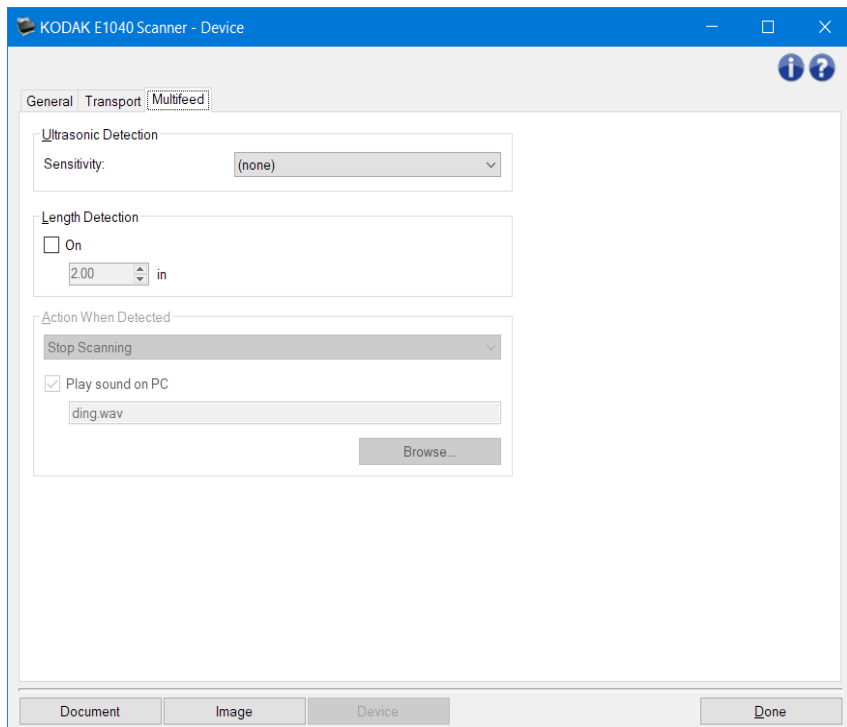 KODAK E1040 Scanner - Device
General Transport Multifeed
Ultrasonic Detection
Sensitivity: (none)
Length Detection
On
2.00 in
Action When Detected
Stop Scanning
Play sound on PC
ding.wav
Browse...
Document Image Device Done